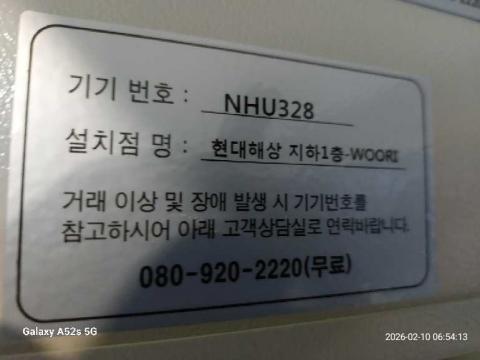 기기 번호 : NHU328
설치점 명 : 현대해상 지하1층-WOORI
거래 이상 및 장애 발생 시 기기번호를
참고하시어 아래 고객상담실로 연락바랍니다.
080-920-2220(무료)
Galaxy A52s 5G
2026-02-10 06:54:13